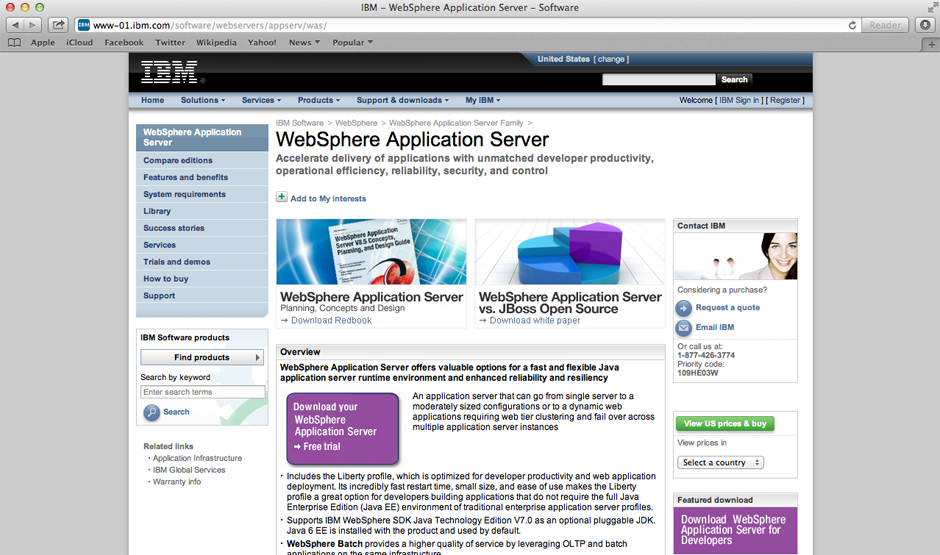 IBM - WebSphere Application Server - Software
www-01.ibm.com/software/webservers/appserv/was/
Reader
Apple iCloud Facebook Twitter Wikipedia Yahoo! News Popular
IBM
United States [ change ]
Search
Home Solutions Services Products Support & downloads My IBM
Welcome [ IBM Sign in ] [ Register ]
WebSphere Application
Server
Compare editions
Features and benefits
System requirements
Library
Success stories
Services
Trials and demos
How to buy
Support
IBM Software products
Find products
Search by keyword
Enter search terms
Search
Related links
· Application Infrastructure
· IBM Global Services
· Warranty info
IBM Software > WebSphere > WebSphere Application Server Family >
WebSphere Application Server
Accelerate delivery of applications with unmatched developer productivity,
operational efficiency, reliability, security, and control
Add to My interests
WebSphere Application
Server V8.5 Concepts,
Planning, and Design Guide
WebSphere Application Server
Planning, Concepts and Design
→ Download Redbook
WebSphere Application Server
vs. JBoss Open Source
→ Download white paper
Overview
WebSphere Application Server offers valuable options for a fast and flexible Java
application server runtime environment and enhanced reliability and resiliency
Download your
WebSphere
Application Server
→ Free trial
An application server that can go from single server to a
moderately sized configurations or to a dynamic web
applications requiring web tier clustering and fail over across
multiple application server instances
· Includes the Liberty profile, which is optimized for developer productivity and web application
deployment. Its incredibly fast restart time, small size, and ease of use makes the Liberty
profile a great option for developers building applications that do not require the full Java
Enterprise Edition (Java EE) environment of traditional enterprise application server profiles.
· Supports IBM WebSphere SDK Java Technology Edition V7.0 as an optional pluggable JDK.
Java 6 EE is installed with the product and used by default.
· WebSphere Batch provides a higher quality of service by leveraging OLTP and batch
applications on the same infrastructure.
Contact IBM
Considering a purchase?
Request a quote
Email IBM
Or call us at:
1-877-426-3774
Priority code:
109HE03W
View US prices & buy
View prices in
Select a country
Featured download
Download WebSphere
Application Server for
Developers